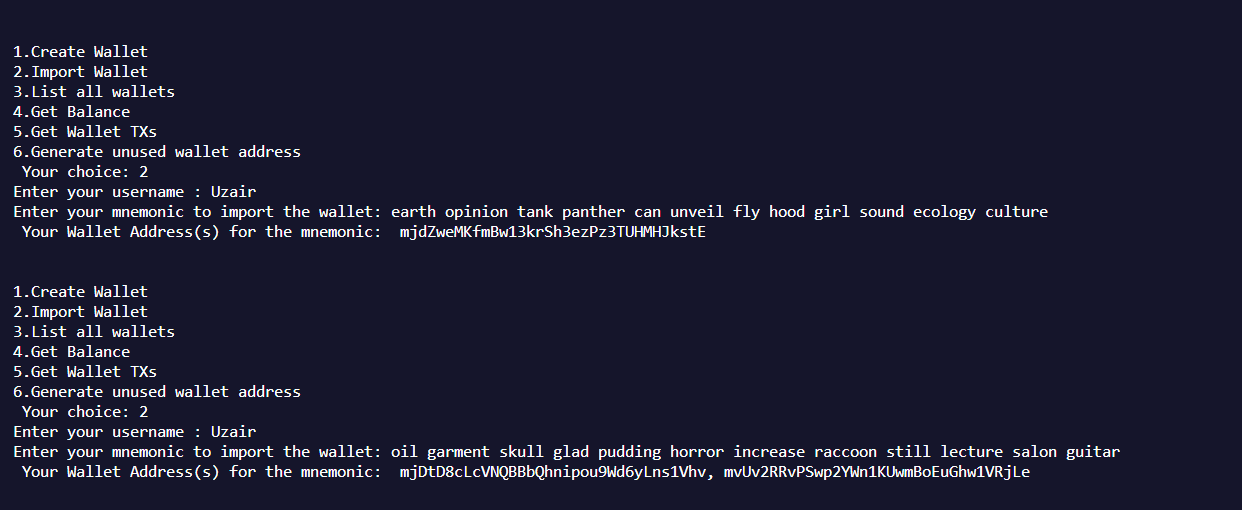 1.Create Wallet
2.Import Wallet
3.List all wallets
4.Get Balance
5.Get Wallet TXs
6.Generate unused wallet address
Your choice: 2
Enter your username : Uzair
Enter your mnemonic to import the wallet: earth opinion tank panther can unveil fly hood girl sound ecology culture
Your Wallet Address(s) for the mnemonic:  mjdZweMKfmBw13krSh3ezPz3TUHMHJkstE
1.Create Wallet
2.Import Wallet
3.List all wallets
4.Get Balance
5.Get Wallet TXs
6.Generate unused wallet address
Your choice: 2
Enter your username : Uzair
Enter your mnemonic to import the wallet: oil garment skull glad pudding horror increase raccoon still lecture salon guitar
Your Wallet Address(s) for the mnemonic:  mjDtD8cLcVNQBBbQhnipou9Wd6yLns1Vhv, mvUv2RRvPSwp2YWn1KUwmBoEuGhw1VRjLe